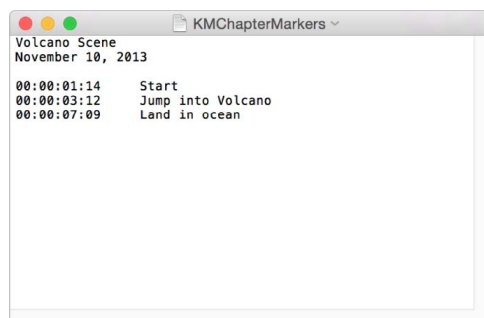 KMChapterMarkers
Volcano Scene
November 10, 2013
00:00:01:14 Start
00:00:03:12 Jump into Volcano
00:00:07:09 Land in ocean